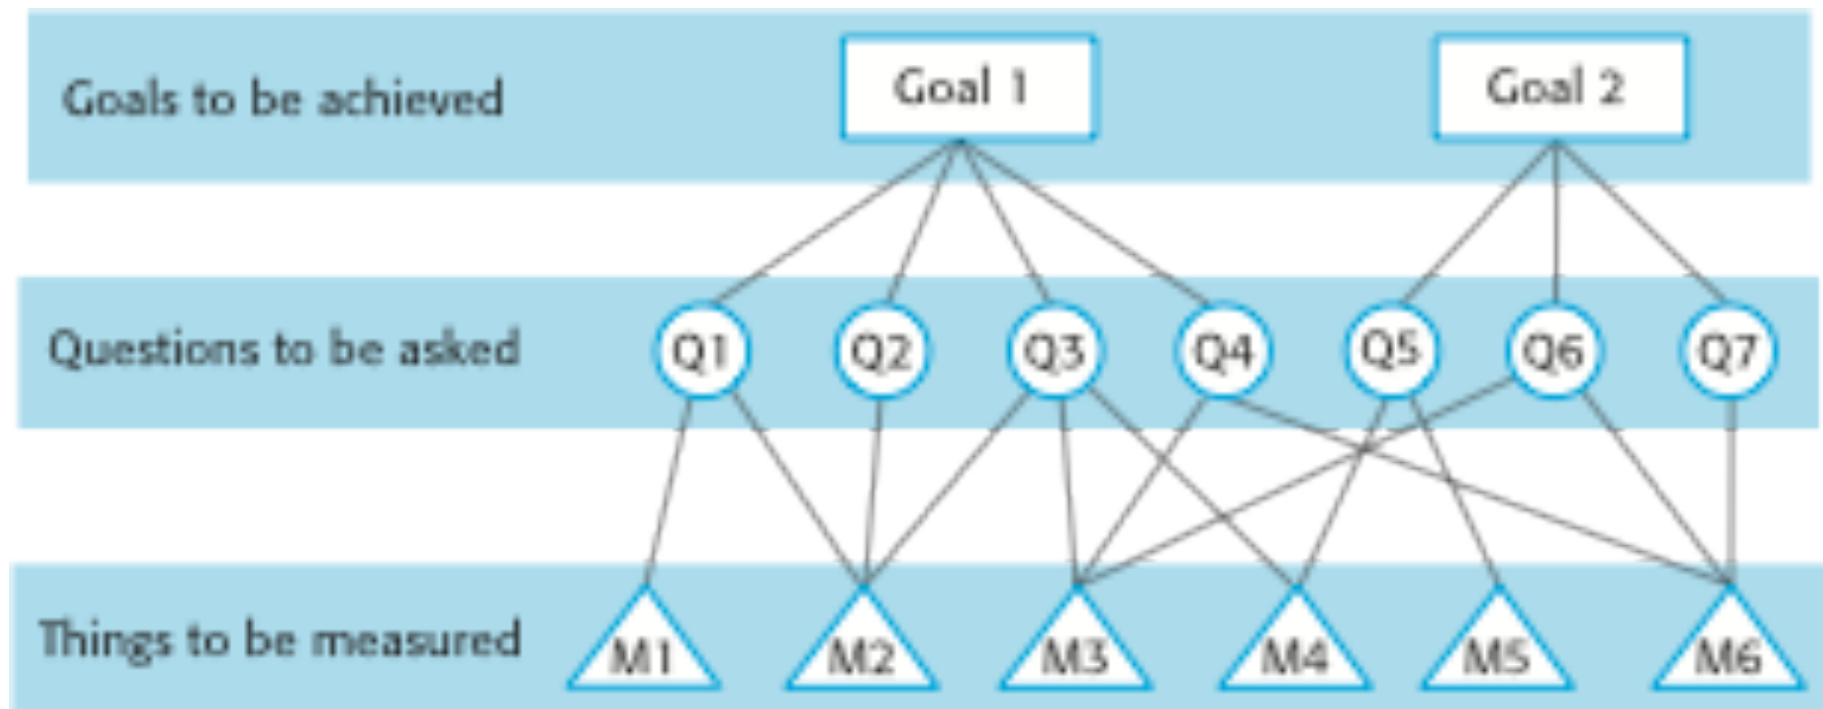 Goals to be achieved
Goal 1
Goal 2
Questions to be asked
Q1
Q2
Q3
Q4
Q5
Q6
Q7
Things to be measured
M1
M2
M3
M4
M5
M6